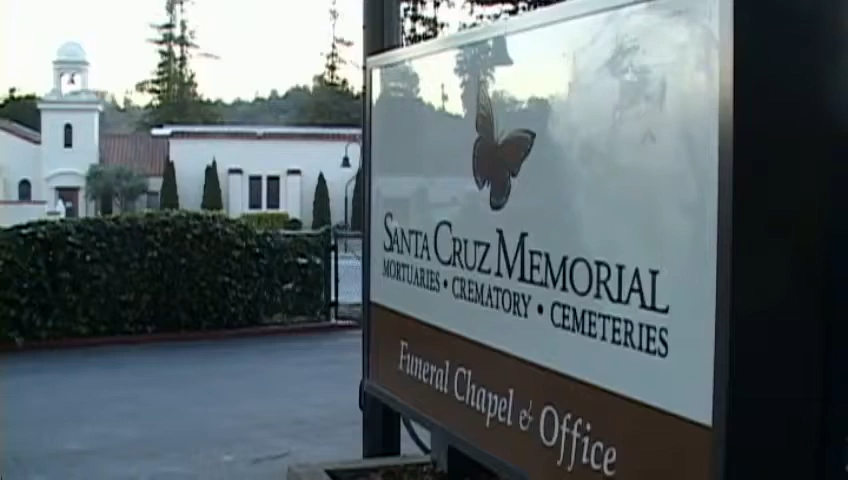 Santa Cruz Memorial
Mortuaries • Crematory • Cemeteries
Funeral Chapel & Office